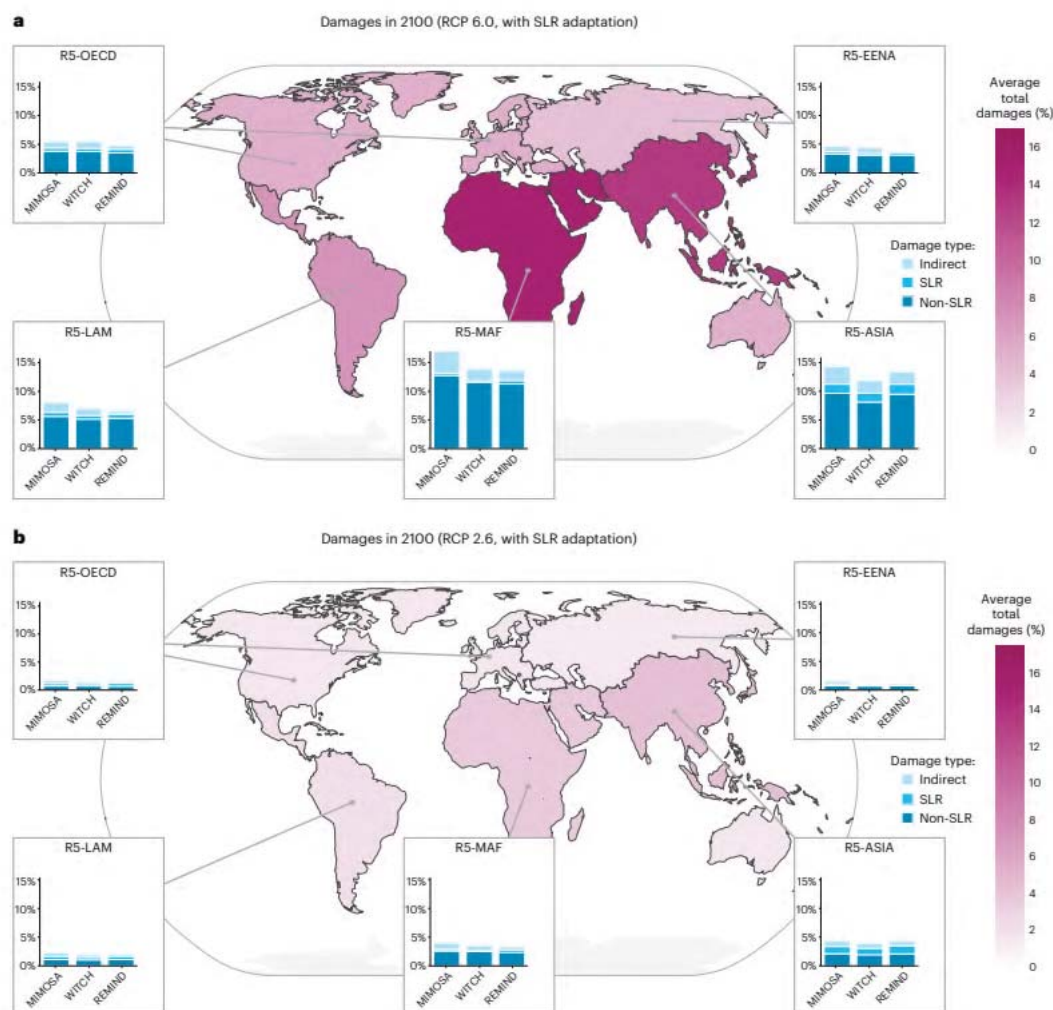 a
Damages in 2100 (RCP 6.0, with SLR adaptation)
R5-OECD
15%
10%
5%
0%
MIMOSA
WITCH
REMIND
R5-EENA
15%
10%
5%
0%
MIMOSA
WITCH
REMIND
Average
total
damages (%)
16
14
12
10
8
6
4
2
0
Damage type:
Indirect
SLR
Non-SLR
R5-LAM
15%
10%
5%
0%
MIMOSA
WITCH
REMIND
R5-MAF
15%
10%
5%
0%
MIMOSA
WITCH
REMIND
R5-ASIA
15%
10%
5%
0%
MIMOSA
WITCH
REMIND
b
Damages in 2100 (RCP 2.6, with SLR adaptation)
R5-OECD
15%
10%
5%
0%
MIMOSA
WITCH
REMIND
R5-EENA
15%
10%
5%
0%
MIMOSA
WITCH
REMIND
Average
total
damages (%)
16
14
12
10
8
6
4
2
0
Damage type:
Indirect
SLR
Non-SLR
R5-LAM
15%
10%
5%
0%
MIMOSA
WITCH
REMIND
R5-MAF
15%
10%
5%
0%
MIMOSA
WITCH
REMIND
R5-ASIA
15%
10%
5%
0%
MIMOSA
WITCH
REMIND